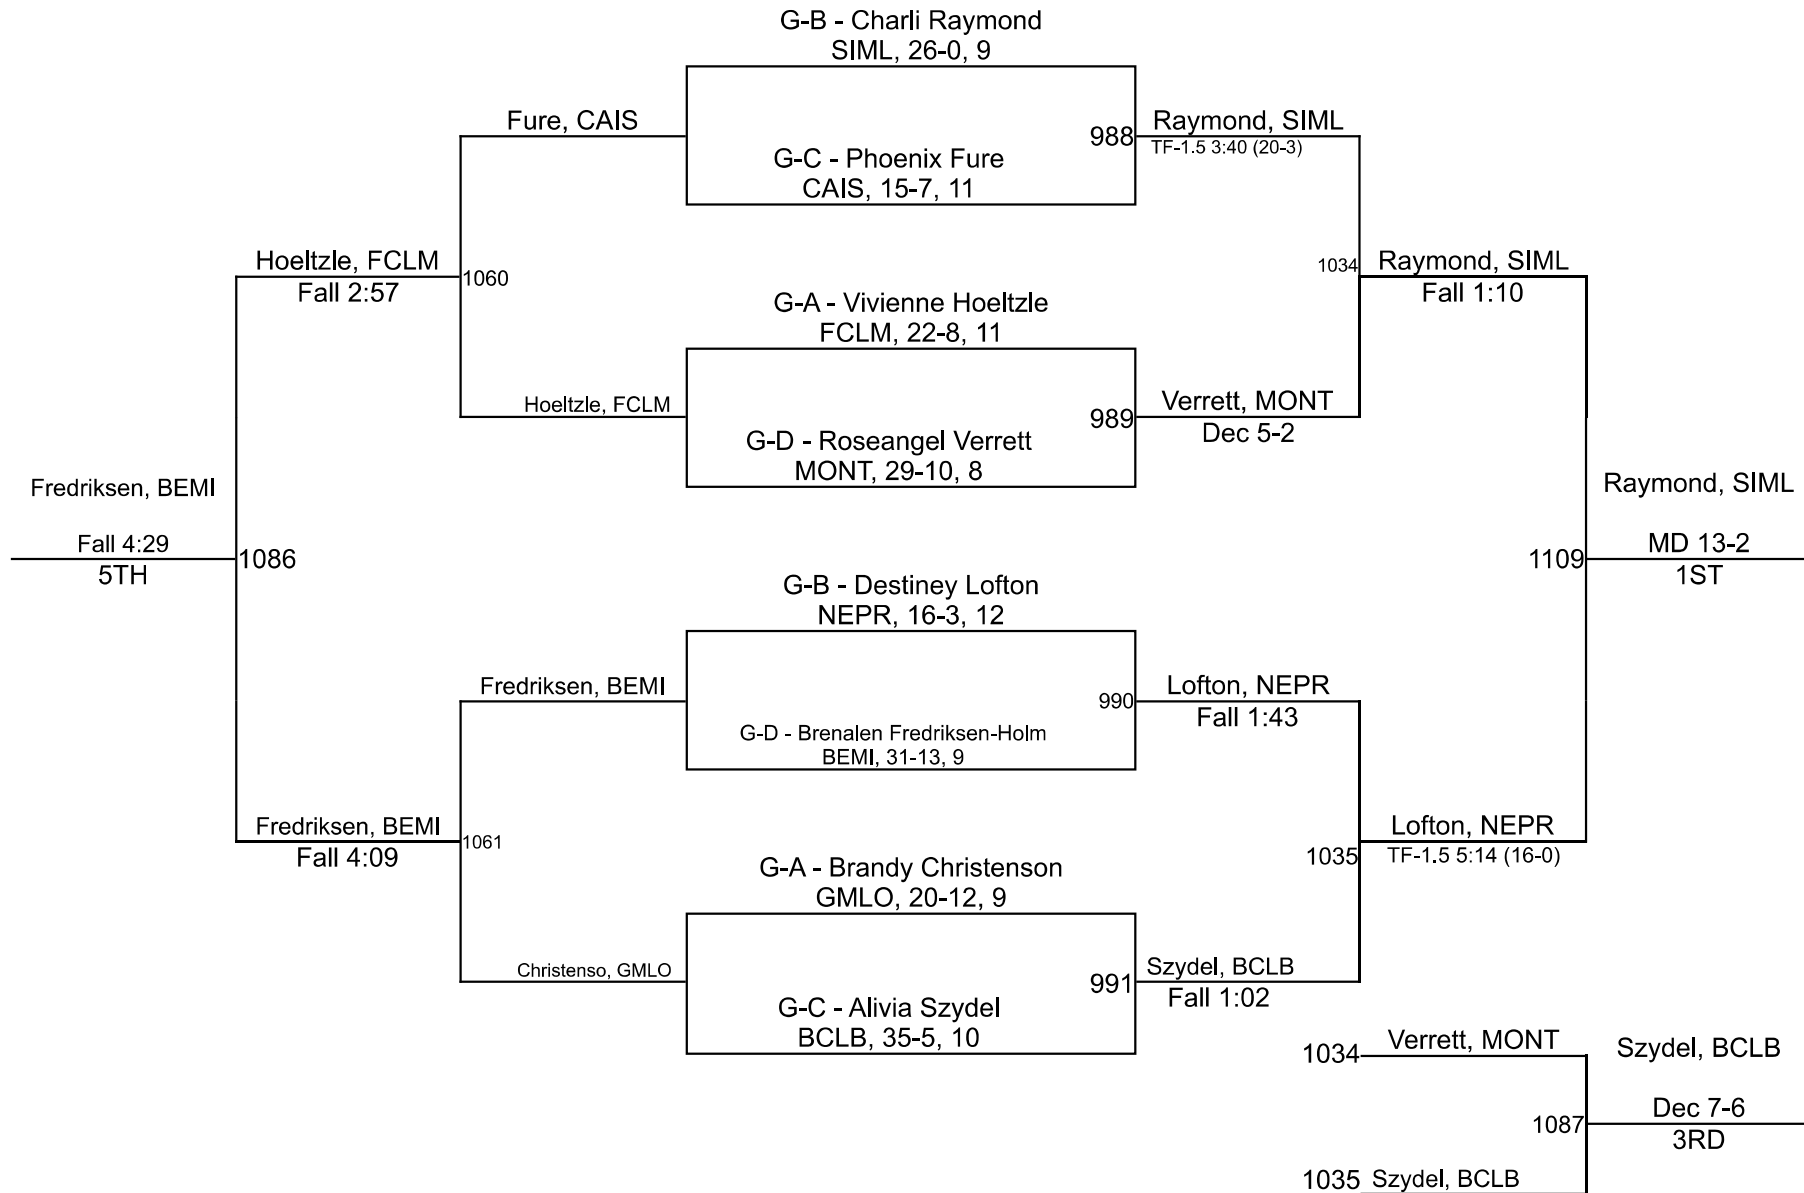 G-B - Charli Raymond
SIML, 26-0, 9
Fure, CAIS
988
Raymond, SIML
TF-1.5 3:40 (20-3)
G-C - Phoenix Fure
CAIS, 15-7, 11
Hoeltzle, FCLM
Fall 2:57
1060
1034
Raymond, SIML
Fall 1:10
G-A - Vivienne Hoeltzle
FCLM, 22-8, 11
Hoeltzle, FCLM
989
Verrett, MONT
Dec 5-2
G-D - Roseangel Verrett
MONT, 29-10, 8
Fredriksen, BEMI
Fall 4:29
5TH
1086
Raymond, SIML
1109
MD 13-2
1ST
G-B - Destiney Lofton
NEPR, 16-3, 12
Fredriksen, BEMI
990
Lofton, NEPR
Fall 1:43
G-D - Brenalen Fredriksen-Holm
BEMI, 31-13, 9
Fredriksen, BEMI
Fall 4:09
1061
1035
Lofton, NEPR
TF-1.5 5:14 (16-0)
G-A - Brandy Christenson
GMLO, 20-12, 9
Christenso, GMLO
991
Szydel, BCLB
Fall 1:02
G-C - Alivia Szydel
BCLB, 35-5, 10
1034
Verrett, MONT
Szydel, BCLB
1087
Dec 7-6
3RD
1035
Szydel, BCLB